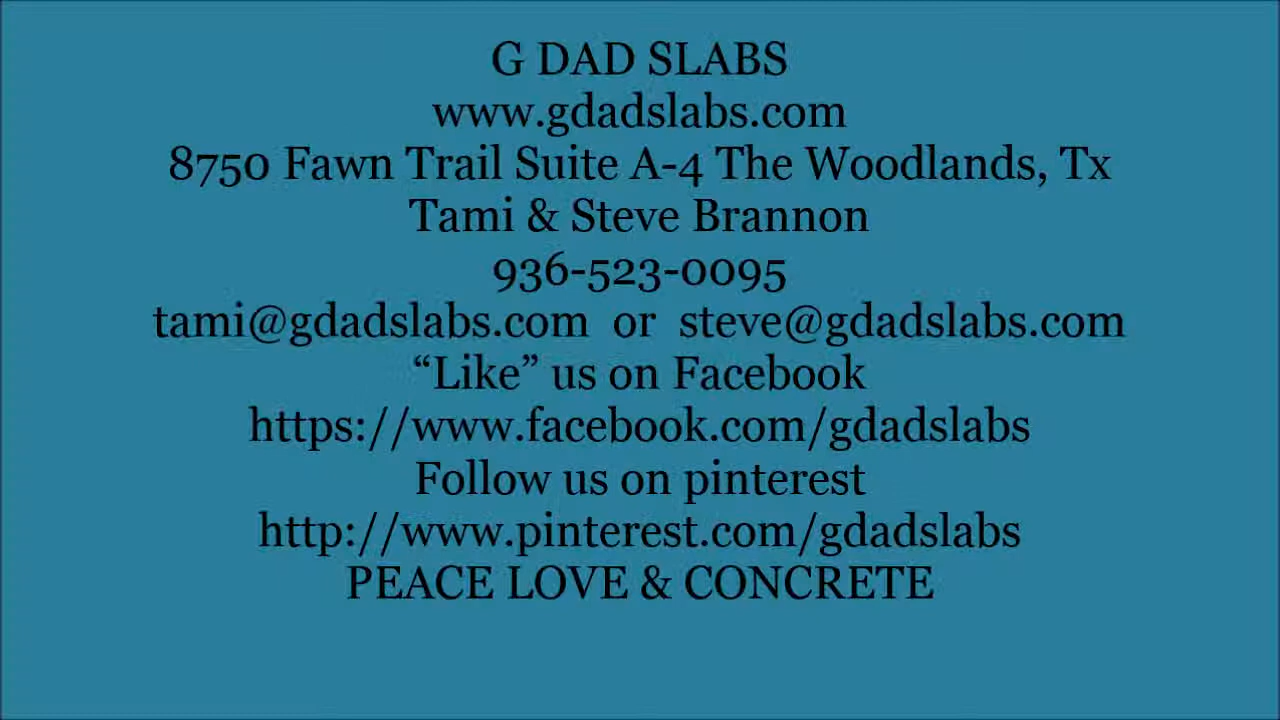 G DAD SLABS
www.gdadslabs.com
8750 Fawn Trail Suite A-4 The Woodlands, Tx
Tami & Steve Brannon
936-523-0095
tami@gdadslabs.com or steve@gdadslabs.com
“Like” us on Facebook
https://www.facebook.com/gdadslabs
Follow us on pinterest
http://www.pinterest.com/gdadslabs
PEACE LOVE & CONCRETE